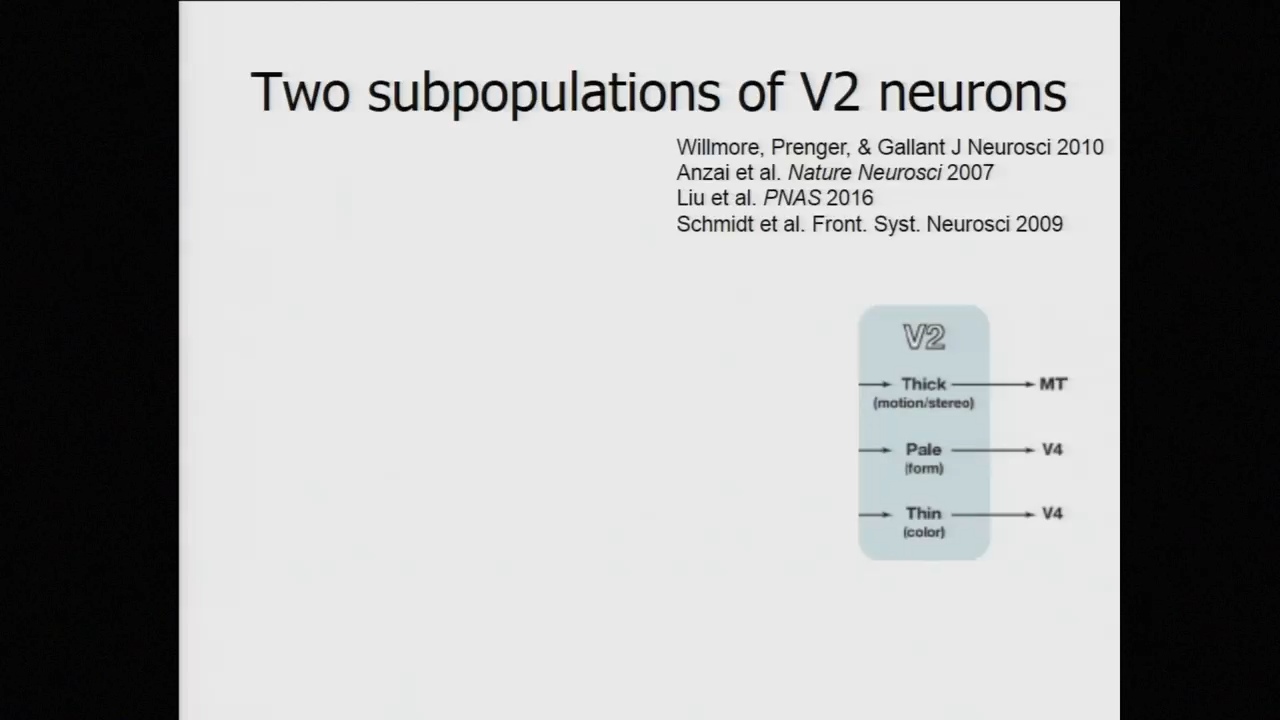 Two subpopulations of V2 neurons
Willmore, Prenger, & Gallant J Neurosci 2010
Anzai et al. Nature Neurosci 2007
Liu et al. PNAS 2016
Schmidt et al. Front. Syst. Neurosci 2009
V2
Thick MT
(motion/stereo)
Pale V4
(form)
Thin V4
(color)